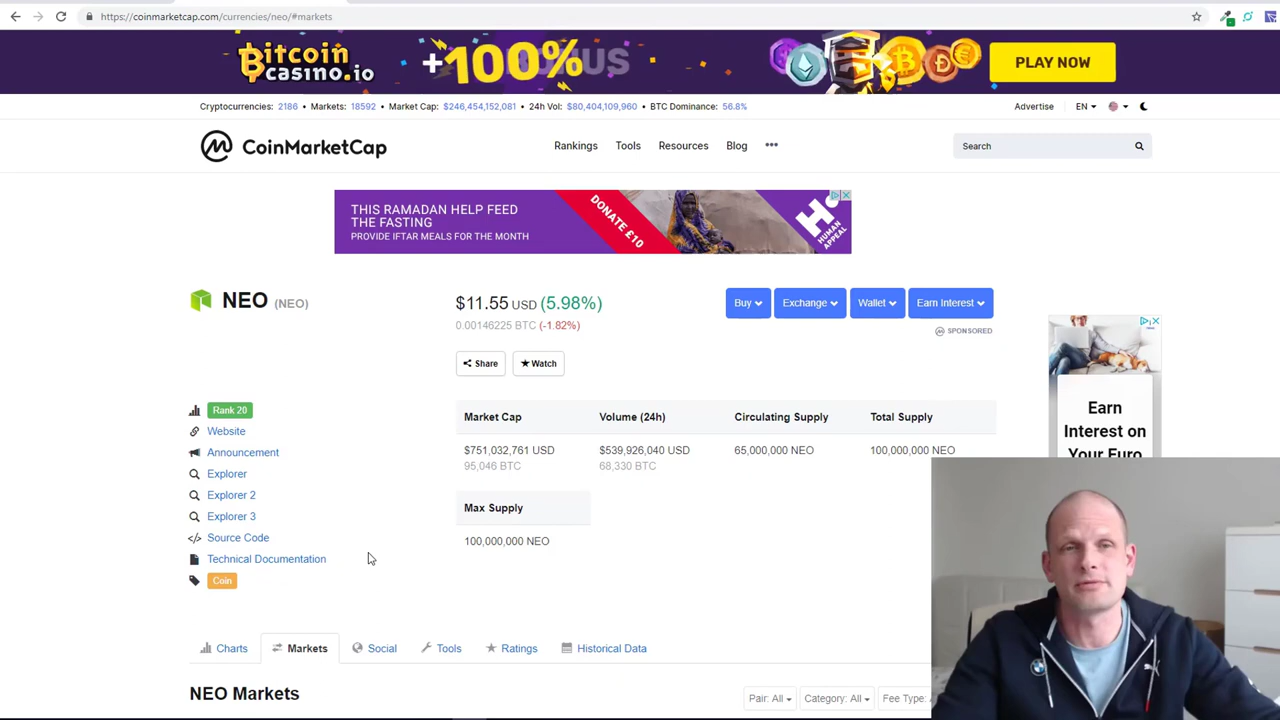 https://coinmarketcap.com/currencies/neo/#markets
Bitcoin casino.io +100% BONUS PLAY NOW
Cryptocurrencies: 2186 • Markets: 18592 • Market Cap: $246,454,152,081 • 24h Vol: $80,404,109,960 • BTC Dominance: 56.8% Advertise EN
CoinMarketCap Rankings Tools Resources Blog ••• Search
THIS RAMADAN HELP FEED
THE FASTING
PROVIDE IFTAR MEALS FOR THE MONTH
DONATE £10
HUMAN APPEAL
NEO (NEO) $11.55 USD (5.98%) Buy Exchange Wallet Earn Interest
0.00146225 BTC (-1.82%) SPONSORED
Share Watch
Rank 20
Website
Announcement
Explorer
Explorer 2
Explorer 3
Source Code
Technical Documentation
Coin
Market Cap Volume (24h) Circulating Supply Total Supply
$751,032,761 USD $539,926,040 USD 65,000,000 NEO 100,000,000 NEO
95,046 BTC 68,330 BTC
Max Supply
100,000,000 NEO
Earn
Interest on
Your Euro
Charts Markets Social Tools Ratings Historical Data
NEO Markets Pair: All Category: All Fee Type: